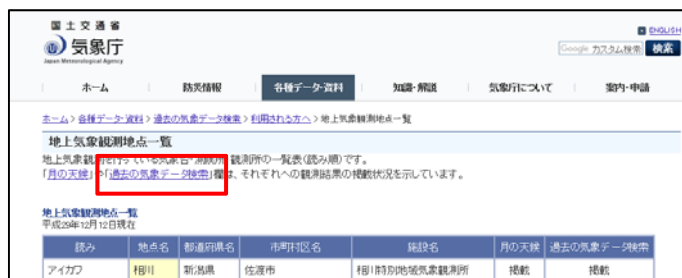 国土交通省
気象庁
Japan Meteorological Agency
ENGLISH
Google カスタム検索 検索
ホーム 防災情報 各種データ・資料 知識・解説 気象庁について 案内・申請
ホーム > 各種データ・資料 > 過去の気象データ検索 > 利用される方へ > 地上気象観測地点一覧
地上気象観測地点一覧
地上気象観測を行っている気象台・測候所・観測所の一覧表(読み順)です。
「月の天候」や「過去の気象データ検索」欄は、それぞれへの観測結果の掲載状況を示しています。
地上気象観測地点一覧
平成29年12月12日現在
読み 地点名 都道府県名 市町村区名 施設名 月の天候 過去の気象データ検索
アイカワ 相川 新潟県 佐渡市 相川特別地域気象観測所 掲載 掲載